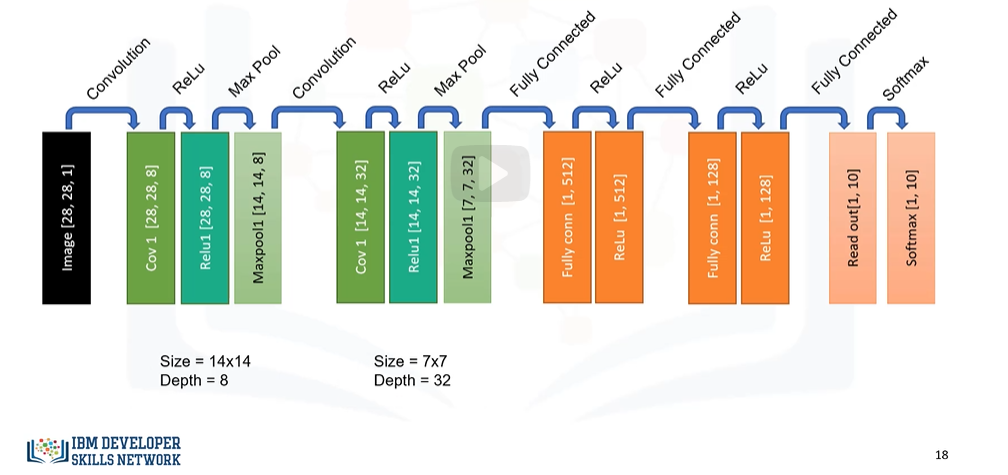 Convolution
ReLu
Max Pool
Convolution
ReLu
Max Pool
Fully Connected
ReLu
Fully Connected
ReLu
Fully Connected
Softmax
Image [28, 28, 1]
Cov 1 [28, 28, 8]
Relu1 [28, 28, 8]
Maxpool1 [14, 14, 8]
Cov 1 [14, 14, 32]
Relu1 [14, 14, 32]
Maxpool1 [7, 7, 32]
Fully conn [1, 512]
ReLu [1, 512]
Fully conn [1, 128]
ReLu [1, 128]
Read out[1, 10]
Softmax [1, 10]
Size = 14x14
Depth = 8
Size = 7x7
Depth = 32
IBM DEVELOPER
SKILLS NETWORK
18